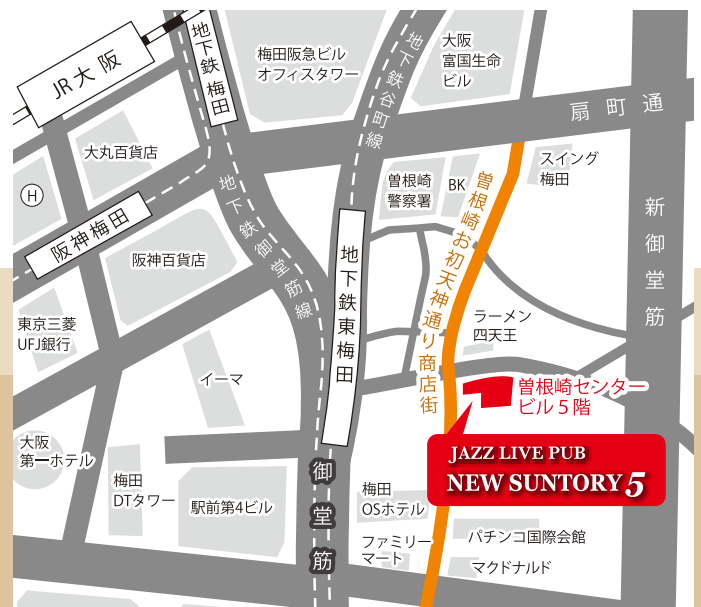 JR大阪
地下鉄 梅田
梅田阪急ビル
オフィスタワー
地下鉄谷町線
大阪
富国生命
ビル
扇町通
大丸百貨店
H
阪神梅田
阪神百貨店
地下鉄御堂筋線
曽根崎
警察署
BK
スイング
梅田
曽根崎お初天神通り商店街
新御堂筋
地下鉄東梅田
東京三菱
UFJ銀行
イーマ
ラーメン
四天王
曽根崎センター
ビル5階
JAZZ LIVE PUB
NEW SUNTORY 5
大阪
第一ホテル
梅田
DTタワー
駅前第4ビル
御堂筋
梅田
OSホテル
ファミリー
マート
パチンコ国際会館
マクドナルド